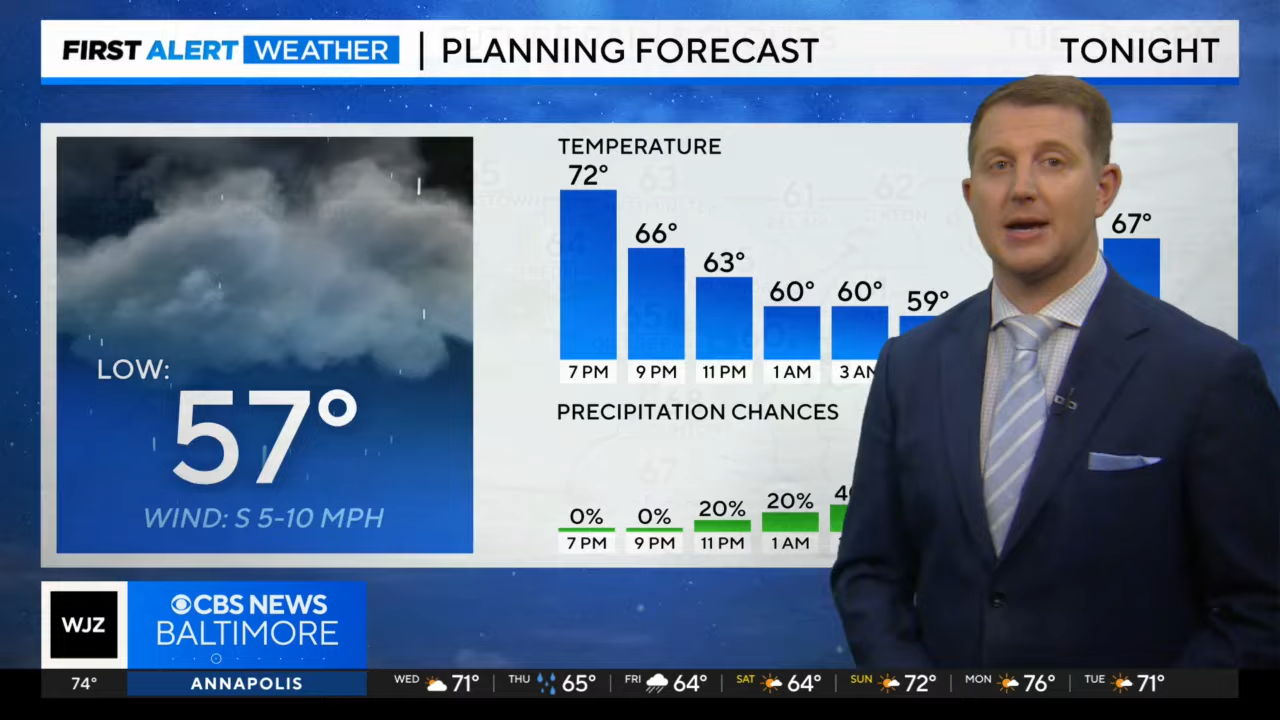 FIRST ALERT WEATHER | PLANNING FORECAST TONIGHT
TEMPERATURE
72° 66° 63° 60° 60° 59° 67°
7 PM 9 PM 11 PM 1 AM 3 AM
LOW:
57°
WIND: S 5-10 MPH
PRECIPITATION CHANCES
0% 0% 20% 20%
7 PM 9 PM 11 PM 1 AM
WJZ
CBS NEWS
BALTIMORE
74° ANNAPOLIS WED 71° THU 65° FRI 64° SAT 64° SUN 72° MON 76° TUE 71°